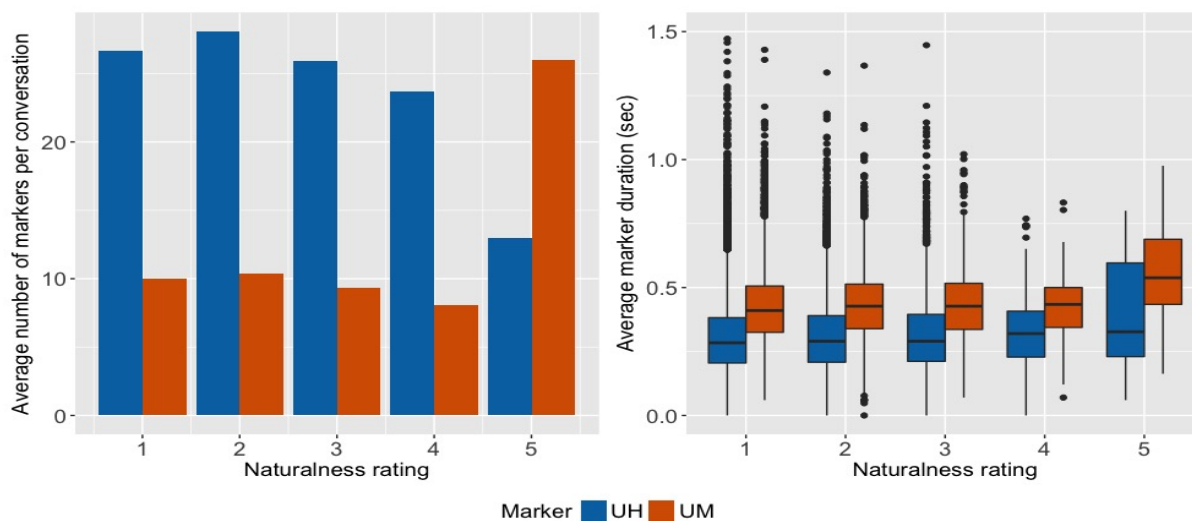 Average number of markers per conversation
20
10
0
1 2 3 4 5
Naturalness rating
Average marker duration (sec)
1.5
1.0
0.5
0.0
1 2 3 4 5
Naturalness rating
Marker UH UM